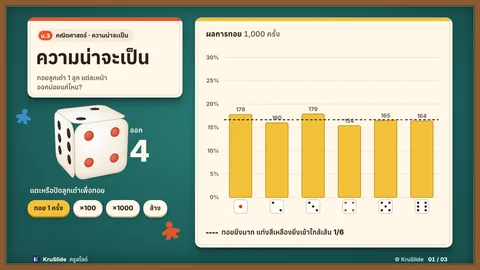 ม.3 คณิตศาสตร์ · ความน่าจะเป็น
ความน่าจะเป็น
ทอยลูกเต๋า 1 ลูก แต่ละหน้า
ออกบ่อยแค่ไหน?
ออก
4
แตะหรือปัดลูกเต๋าเพื่อทอย
ทอย 1 ครั้ง
×100
×1000
ล้าง
ผลการทอย 1,000 ครั้ง
30%
25%
20%
15%
10%
5%
0%
178
160
179
154
165
164
ทอยยิ่งมาก แท่งสีเหลืองยิ่งเข้าใกล้เส้น 1/6
KruSlide ครูสไลด์
© KruSlide 01 / 03